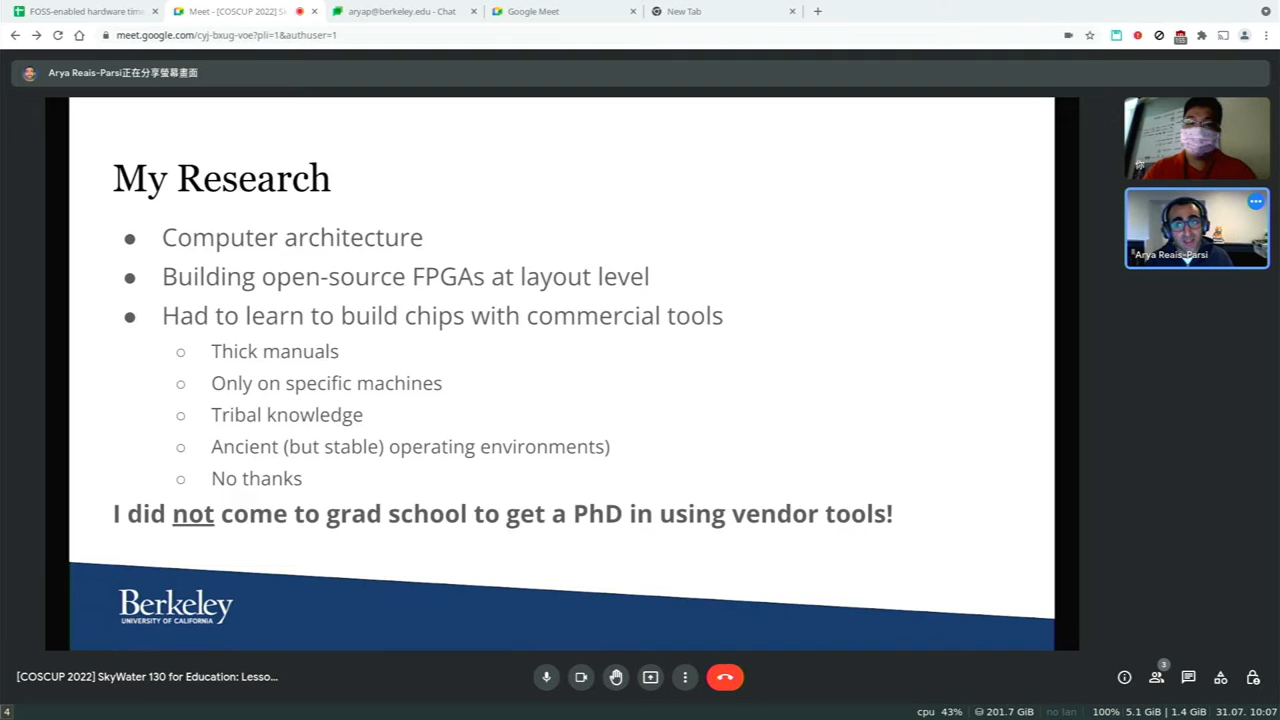 FOSS-enabled hardware time
Meet - [COSCUP 2022] Sk
aryap@berkeley.edu - Chat
Google Meet
New Tab
meet.google.com/cyj-bxug-voe?pli=1&authuser=1
Arya Reais-Parsi正在分享螢幕畫面
My Research
Computer architecture
Building open-source FPGAs at layout level
Had to learn to build chips with commercial tools
Thick manuals
Only on specific machines
Tribal knowledge
Ancient (but stable) operating environments)
No thanks
I did not come to grad school to get a PhD in using vendor tools!
Berkeley
UNIVERSITY OF CALIFORNIA
你
Arya Reais-Parsi
[COSCUP 2022] SkyWater 130 for Education: Lesso...
3
4
cpu 43% 201.7 GiB no lan 100% 5.1 GiB | 1.4 GiB 31.07. 10:07